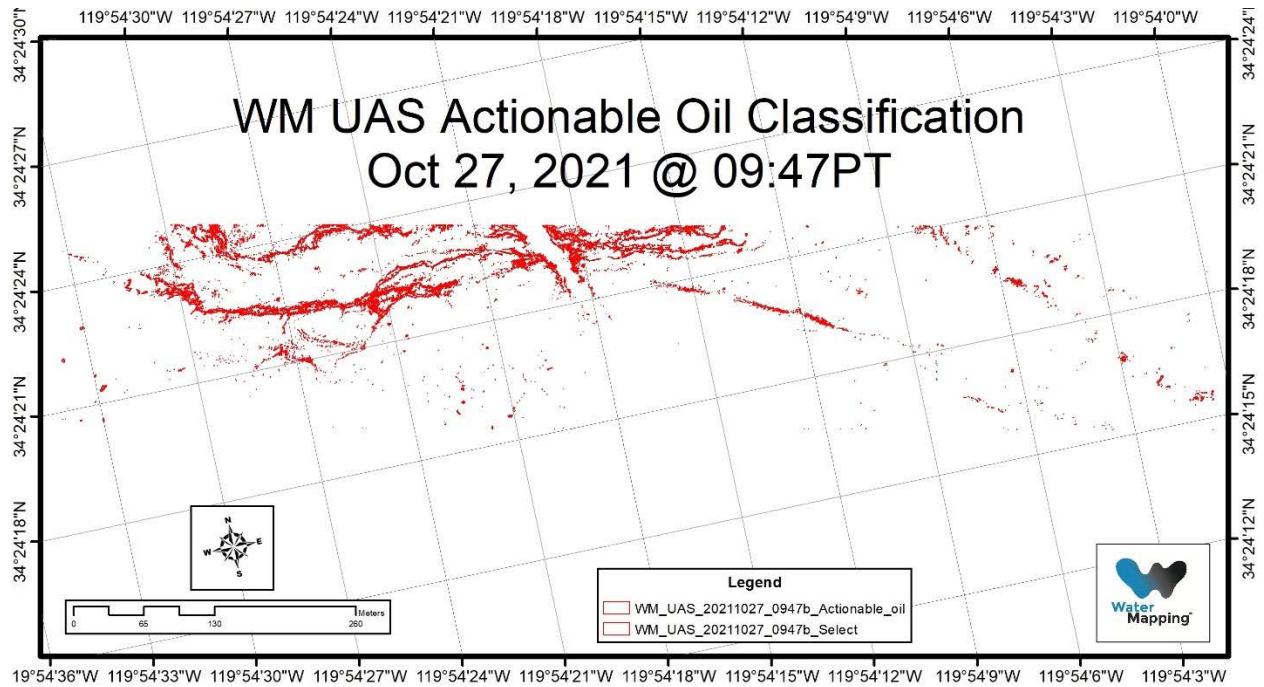 119°54'30"W 119°54'27"W 119°54'24"W 119°54'21"W 119°54'18"W 119°54'15"W 119°54'12"W 119°54'9"W 119°54'6"W 119°54'3"W 119°54'0"W
34°24'30"N
34°24'24"N
WM UAS Actionable Oil Classification
Oct 27, 2021 @ 09:47PT
34°24'27"N
34°24'21"N
34°24'24"N
34°24'18"N
34°24'21"N
34°24'15"N
34°24'18"N
34°24'12"N
N
W E
S
Meters
0 65 130 260
Legend
WM_UAS_20211027_0947b_Actionable_oil
WM_UAS_20211027_0947b_Select
Water
Mapping
19°54'36"W 119°54'33"W 119°54'30"W 119°54'27"W 119°54'24"W 119°54'21"W 119°54'18"W 119°54'15"W 119°54'12"W 119°54'9"W 119°54'6"W 119°54'3"W